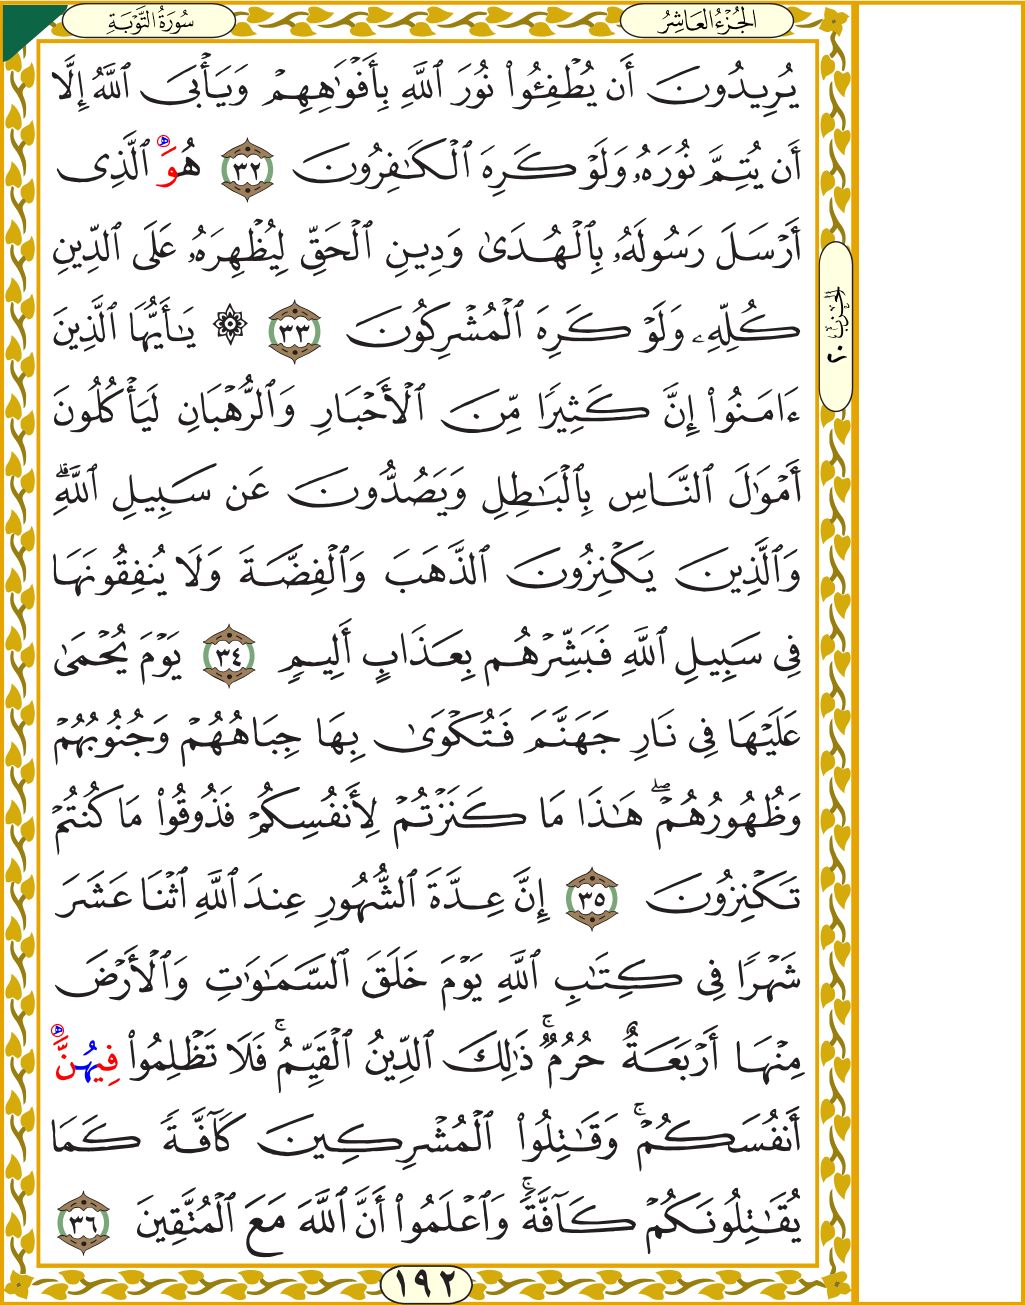 الجُزْءُ العَاشِرُ
سُورَةُ التَّوْبَةِ
يُرِيدُونَ أَن يُطْفِـُٔوا۟ نُورَ ٱللَّهِ بِأَفْوَٰهِهِمْ وَيَأْبَى ٱللَّهُ إِلَّآ
أَن يُتِمَّ نُورَهُۥ وَلَوْ كَرِهَ ٱلْكَـٰفِرُونَ ٣٢ هُوَ ٱلَّذِىٓ
أَرْسَلَ رَسُولَهُۥ بِٱلْهُدَىٰ وَدِينِ ٱلْحَقِّ لِيُظْهِرَهُۥ عَلَى ٱلدِّينِ
كُلِّهِۦ وَلَوْ كَرِهَ ٱلْمُشْرِكُونَ ٣٣ ۞ يَـٰٓأَيُّهَا ٱلَّذِينَ
ءَامَنُوٓا۟ إِنَّ كَثِيرًا مِّنَ ٱلْأَحْبَارِ وَٱلرُّهْبَانِ لَيَأْكُلُونَ
أَمْوَٰلَ ٱلنَّاسِ بِٱلْبَـٰطِلِ وَيَصُدُّونَ عَن سَبِيلِ ٱللَّهِۗ
وَٱلَّذِينَ يَكْنِزُونَ ٱلذَّهَبَ وَٱلْفِضَّةَ وَلَا يُنفِقُونَهَا
فِى سَبِيلِ ٱللَّهِ فَبَشِّرْهُم بِعَذَابٍ أَلِيمٍ ٣٤ يَوْمَ يُحْمَىٰ
عَلَيْهَا فِى نَارِ جَهَنَّمَ فَتُكْوَىٰ بِهَا جِبَاهُهُمْ وَجُنُوبُهُمْ
وَظُهُورُهُمْۖ هَـٰذَا مَا كَنَزْتُمْ لِأَنفُسِكُمْ فَذُوقُوا۟ مَا كُنتُمْ
تَكْنِزُونَ ٣٥ إِنَّ عِدَّةَ ٱلشُّهُورِ عِندَ ٱللَّهِ ٱثْنَا عَشَرَ
شَهْرًا فِى كِتَـٰبِ ٱللَّهِ يَوْمَ خَلَقَ ٱلسَّمَـٰوَٰتِ وَٱلْأَرْضَ
مِنْهَآ أَرْبَعَةٌ حُرُمٌۚ ذَٰلِكَ ٱلدِّينُ ٱلْقَيِّمُۚ فَلَا تَظْلِمُوا۟ فِيهِنَّ
أَنفُسَكُمْۚ وَقَـٰتِلُوا۟ ٱلْمُشْرِكِينَ كَآفَّةً كَمَا
يُقَـٰتِلُونَكُمْ كَآفَّةًۚ وَٱعْلَمُوٓا۟ أَنَّ ٱللَّهَ مَعَ ٱلْمُتَّقِينَ ٣٦
الحزب ٢٠
١٩٢